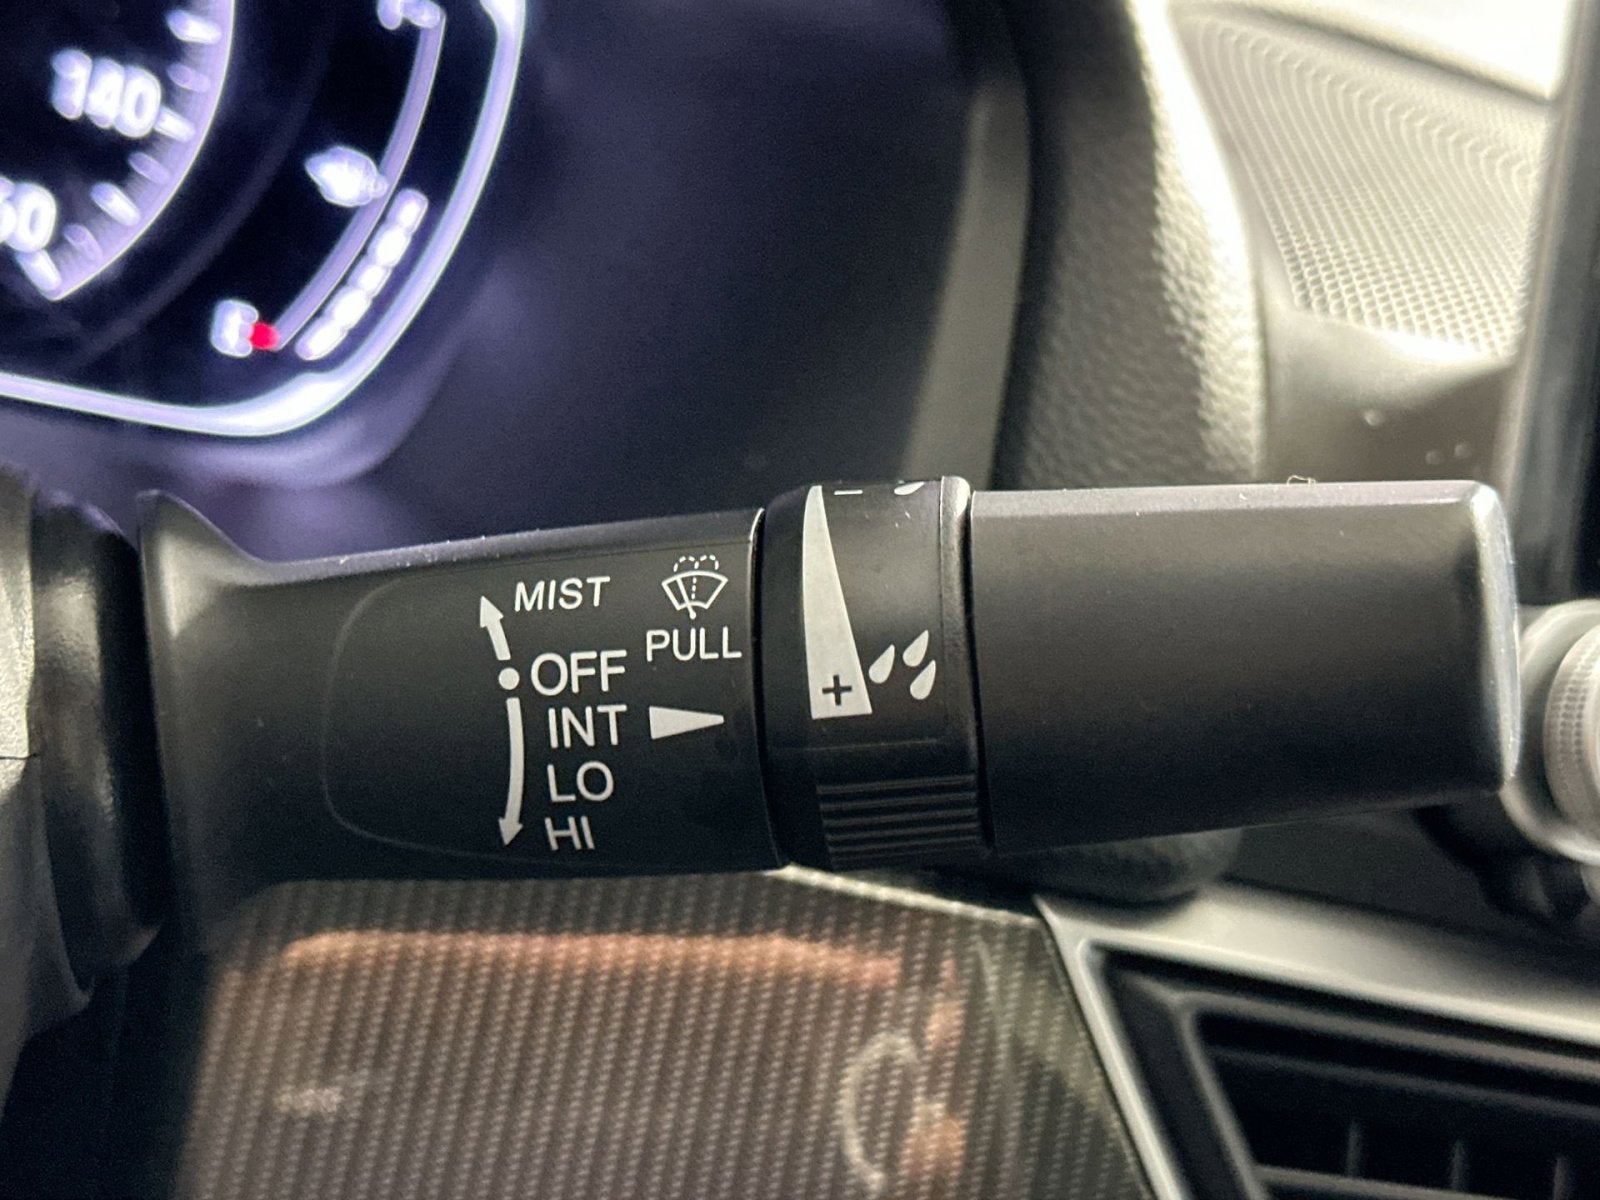 140
MIST
PULL
OFF
INT
LO
HI
−
+